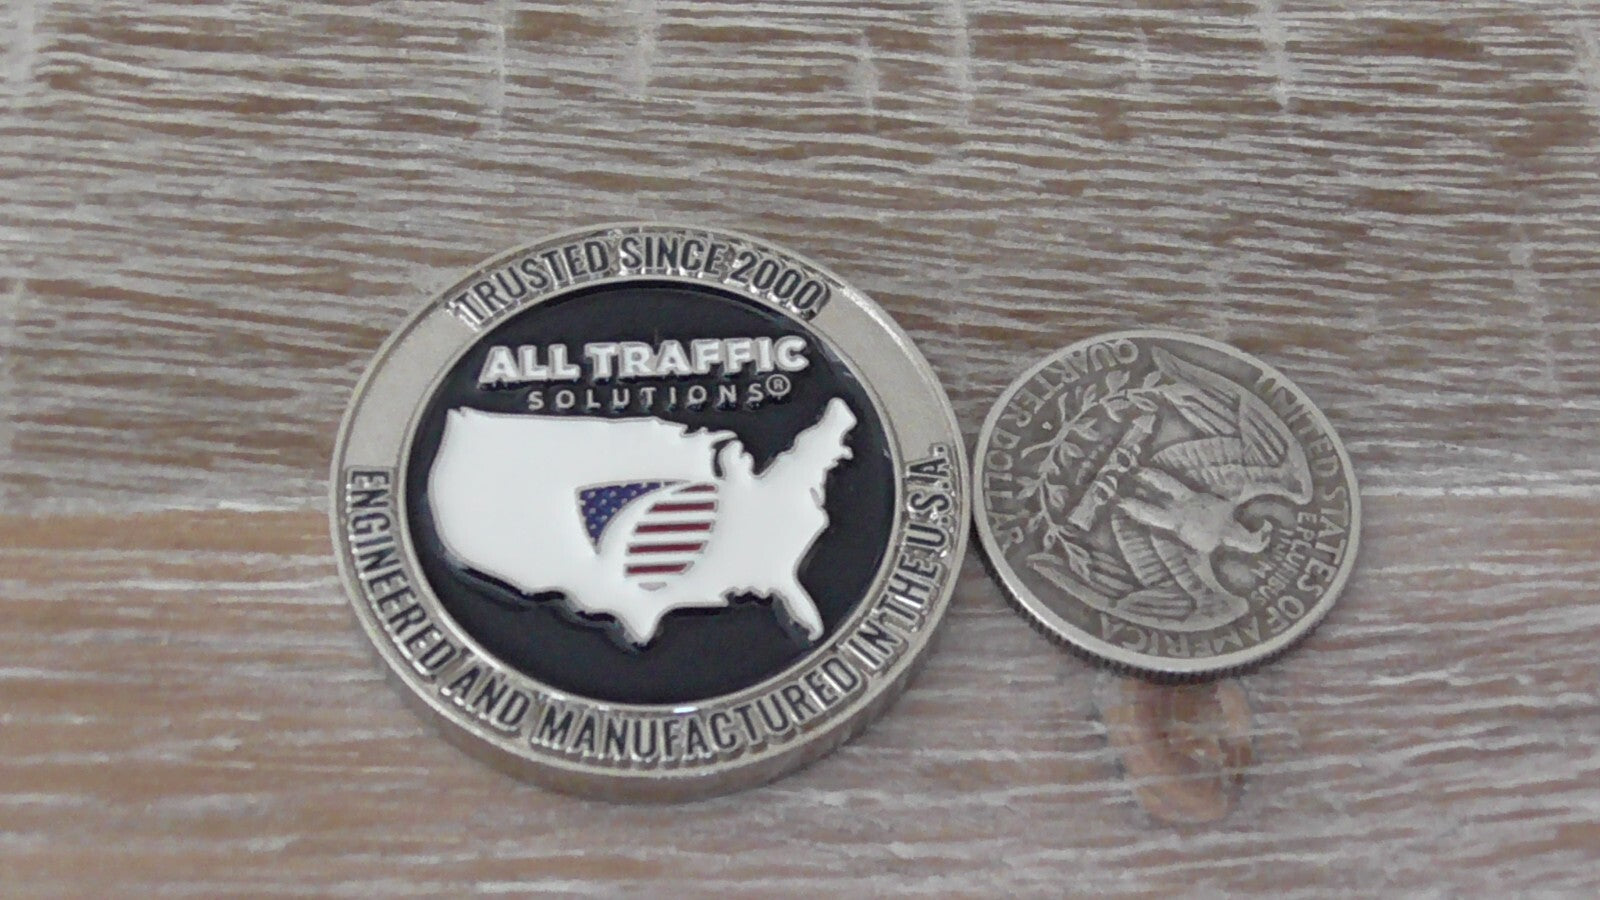 TRUSTED SINCE 2000
ALL TRAFFIC
SOLUTIONS®
ENGINEERED AND MANUFACTURED IN THE U.S.A.
UNITED STATES OF AMERICA
E PLURIBUS
UNUM
QUARTER DOLLAR